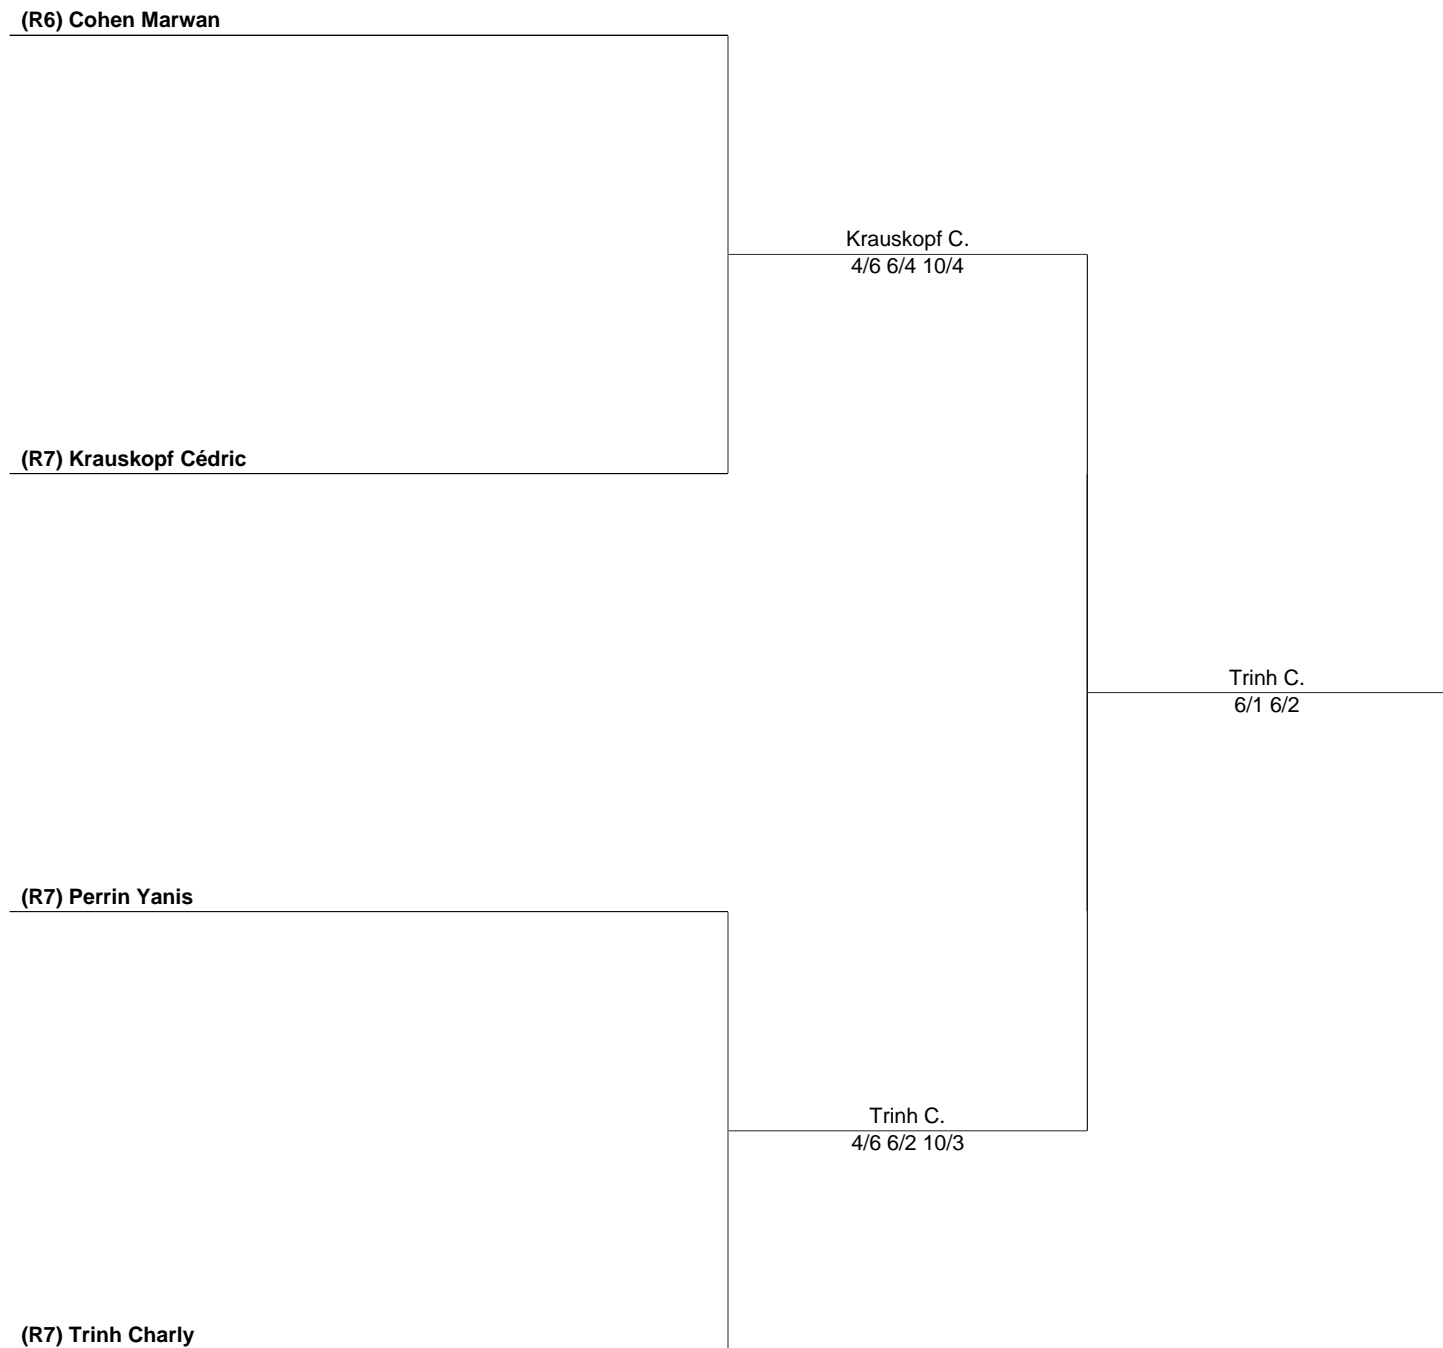 (R6) Cohen Marwan
Krauskopf C.
4/6 6/4 10/4
(R7) Krauskopf Cédric
Trinh C.
6/1 6/2
(R7) Perrin Yanis
Trinh C.
4/6 6/2 10/3
(R7) Trinh Charly